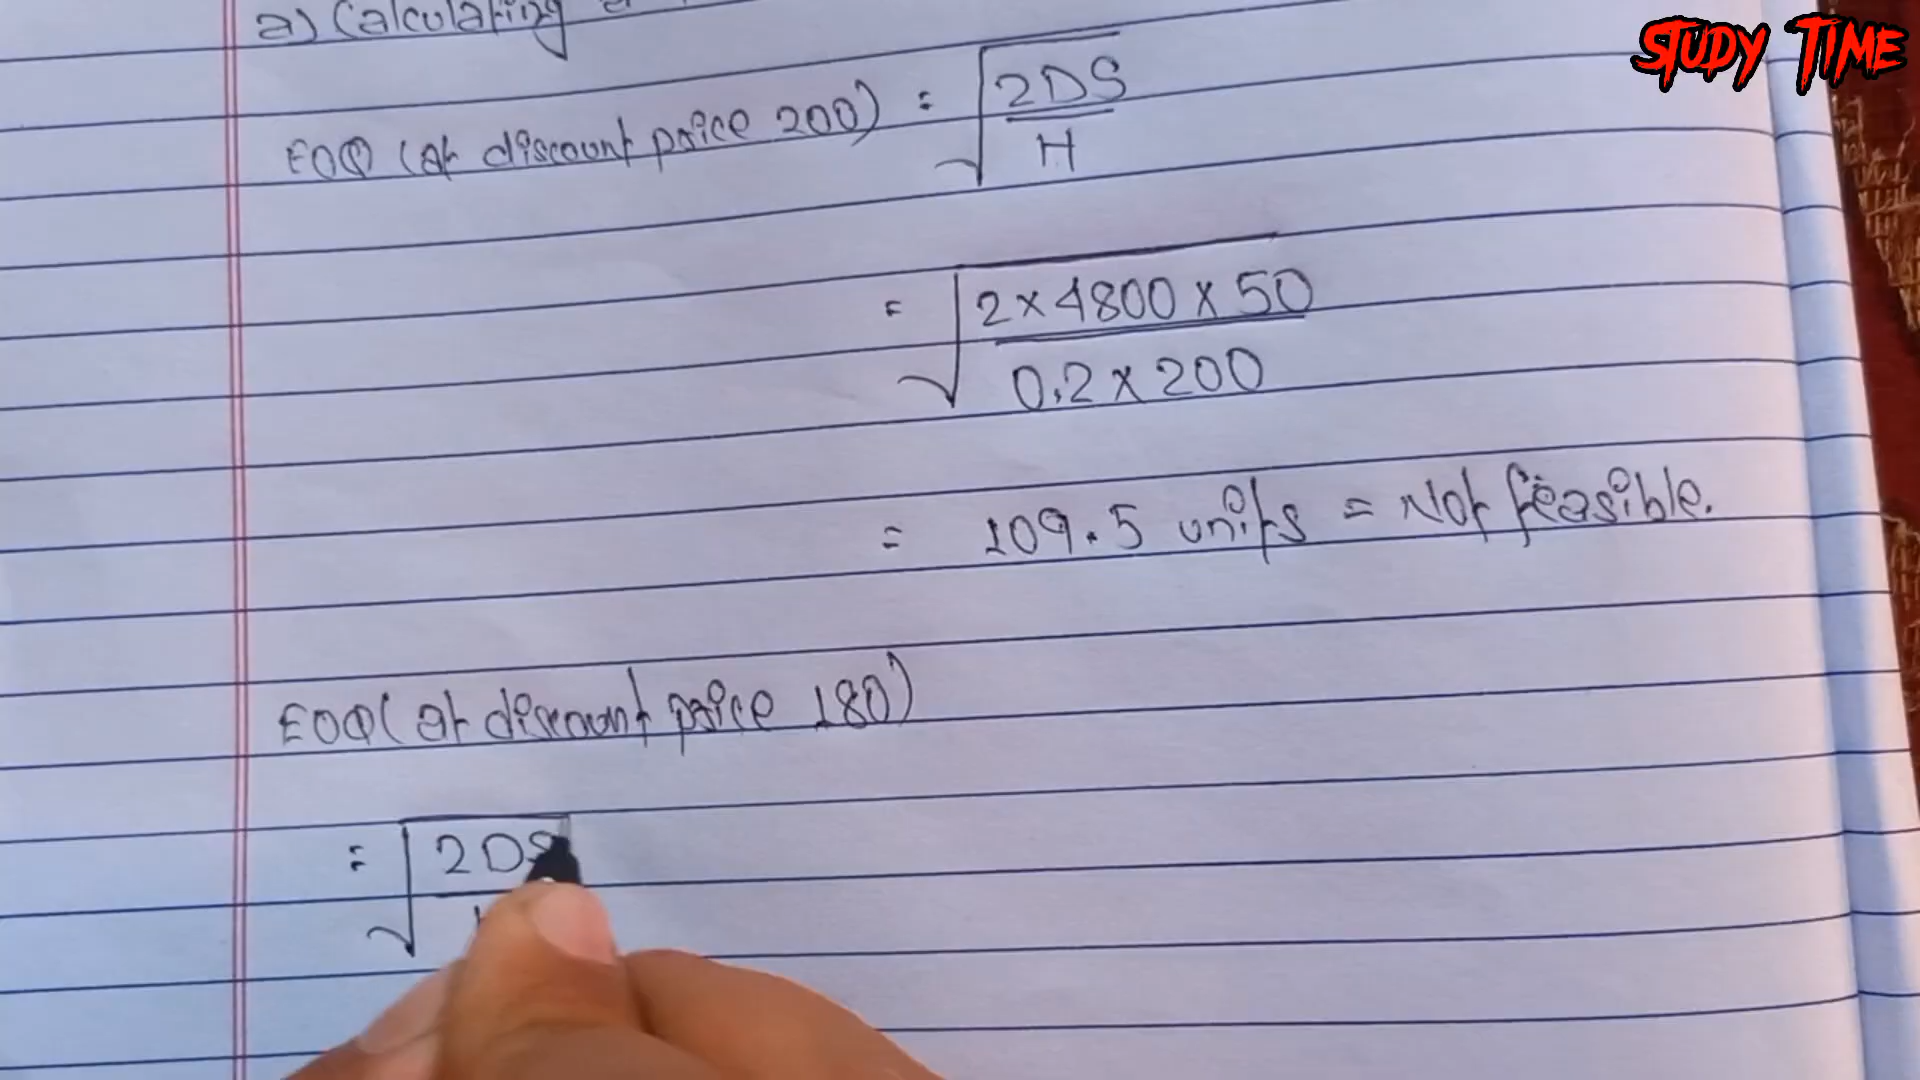 STUDY TIME
a) Calculating
EOQ (at discount price 200) = √2DS
H
= √2×4800×50
0.2×200
= 109.5 units = Not feasible.
EOQ(at discount price 180)
= √2DS